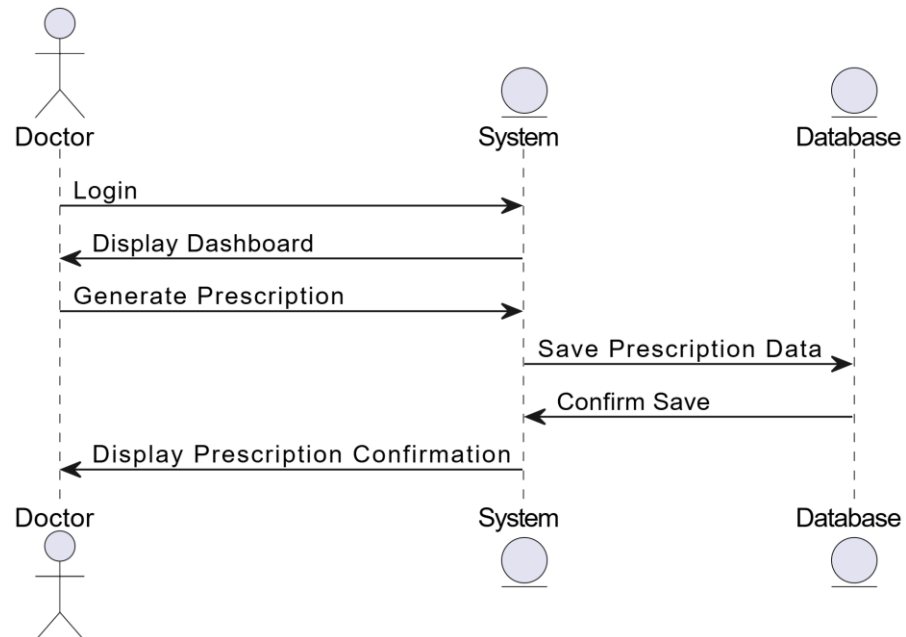 Doctor
System
Database
Login
Display Dashboard
Generate Prescription
Save Prescription Data
Confirm Save
Display Prescription Confirmation
Doctor
System
Database